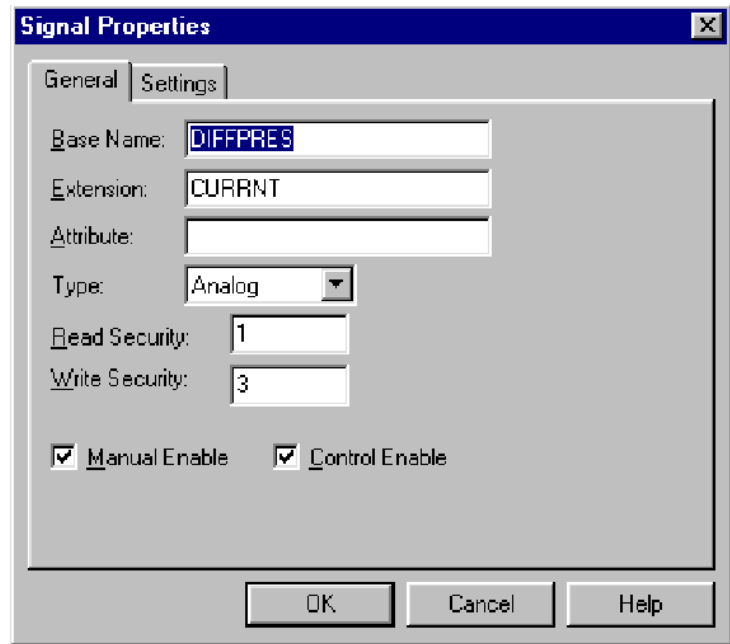 Signal Properties
General Settings
Base Name: DIFFPRES
Extension: CURRNT
Attribute:
Type: Analog
Read Security: 1
Write Security: 3
Manual Enable Control Enable
OK Cancel Help